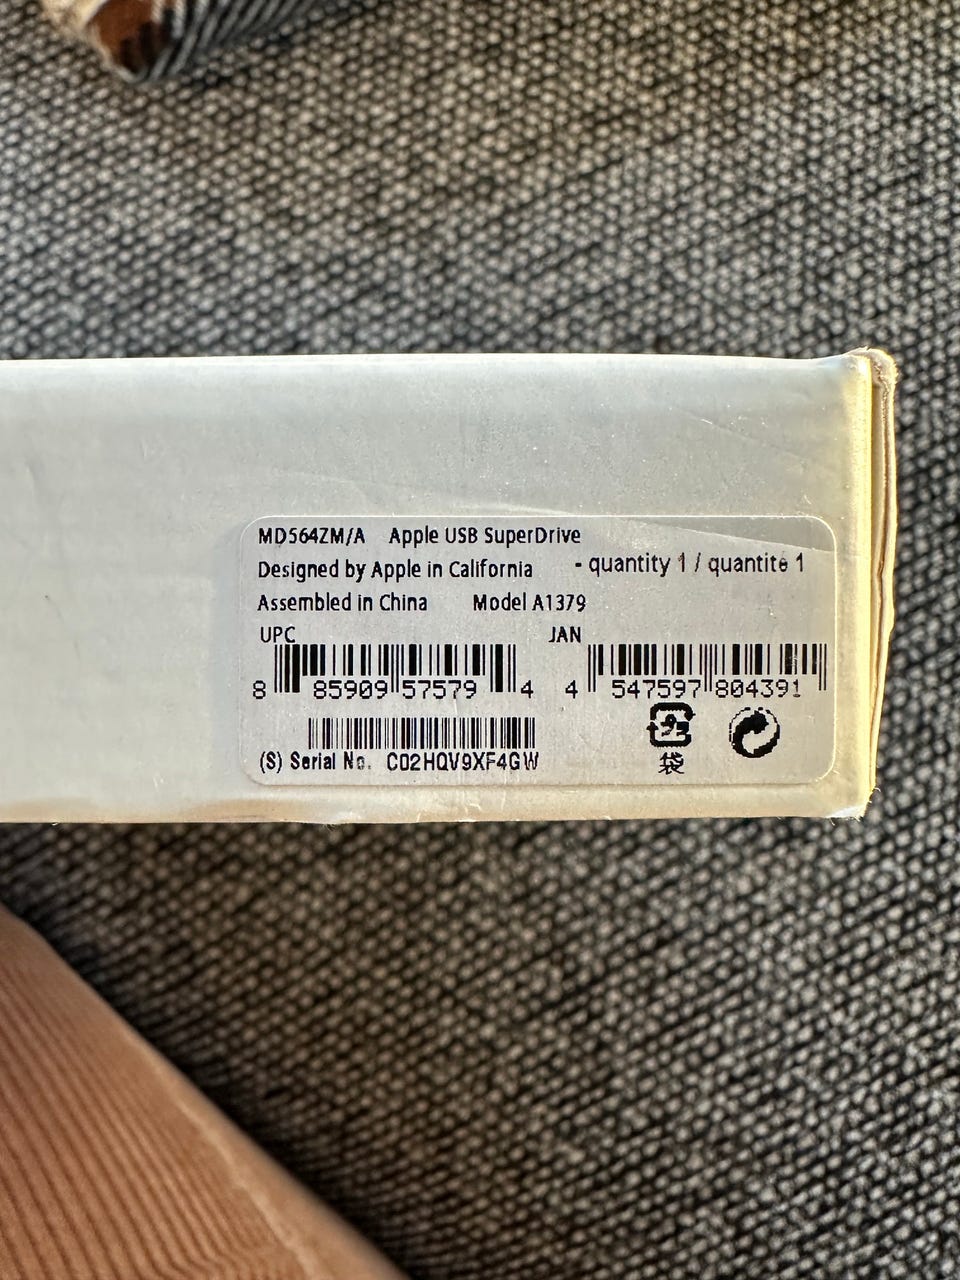 MD564ZM/A Apple USB SuperDrive
Designed by Apple in California - quantity 1 / quantité 1
Assembled in China Model A1379
UPC JAN
8 85909 57579 4 4 547597 804391
(S) Serial No. C02HQV9XF4GW 袋